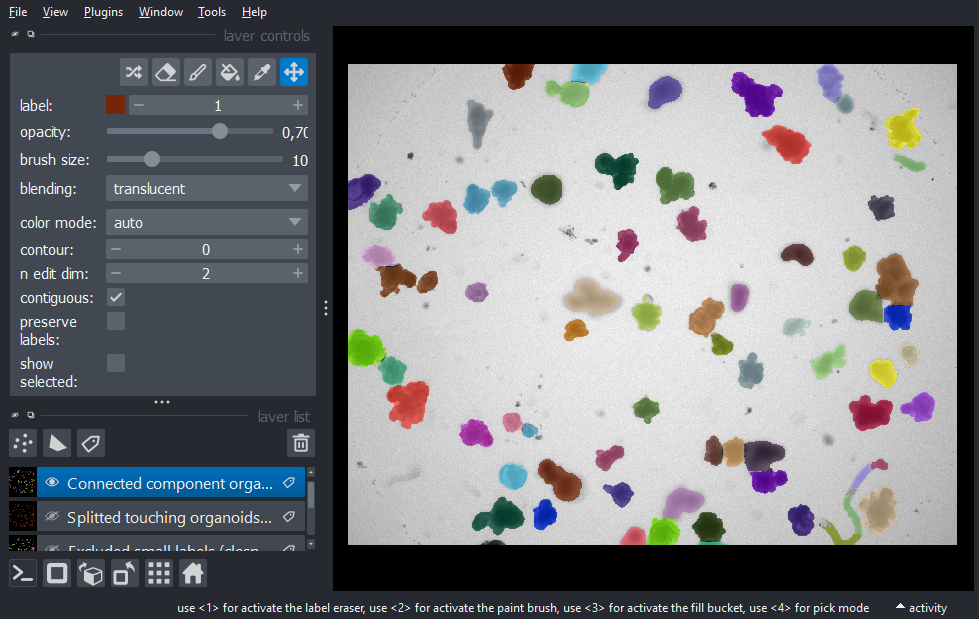 File View Plugins Window Tools Help
layer controls
label: 1
opacity: 0,70
brush size: 10
blending: translucent
color mode: auto
contour: 0
n edit dim: 2
contiguous:
preserve
labels:
show
selected:
layer list
Connected component orga...
Splitted touching organoids...
Excluded small labels (clesp
use <1> for activate the label eraser, use <2> for activate the paint brush, use <3> for activate the fill bucket, use <4> for pick mode
activity